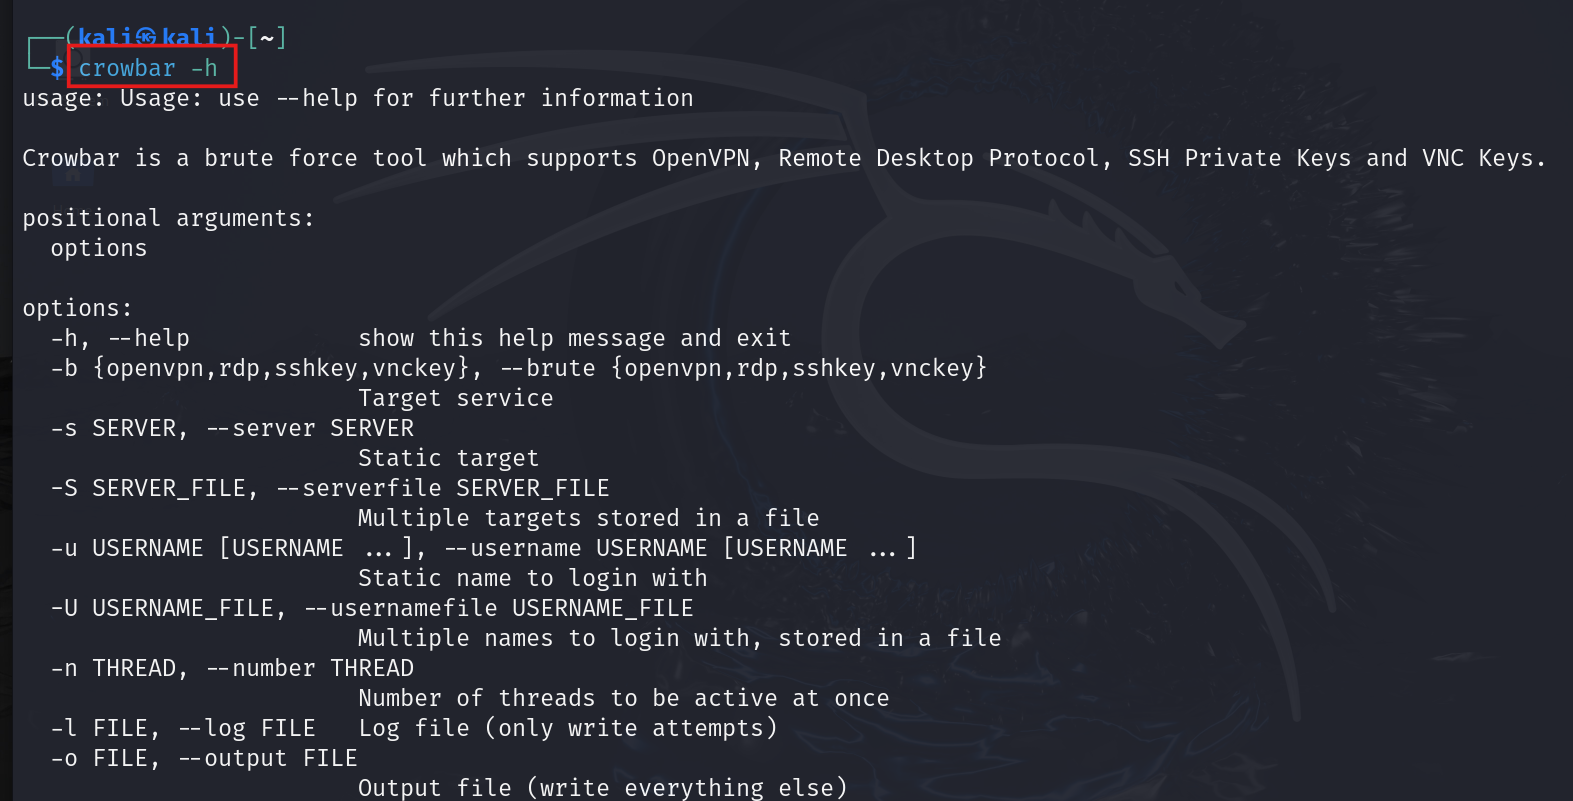 (kali㉿kali)-[~]
$ crowbar -h
usage: Usage: use --help for further information
Crowbar is a brute force tool which supports OpenVPN, Remote Desktop Protocol, SSH Private Keys and VNC Keys.
positional arguments:
options
options:
-h, --help show this help message and exit
-b {openvpn,rdp,sshkey,vnckey}, --brute {openvpn,rdp,sshkey,vnckey}
Target service
-s SERVER, --server SERVER
Static target
-S SERVER_FILE, --serverfile SERVER_FILE
Multiple targets stored in a file
-u USERNAME [USERNAME ...], --username USERNAME [USERNAME ...]
Static name to login with
-U USERNAME_FILE, --usernamefile USERNAME_FILE
Multiple names to login with, stored in a file
-n THREAD, --number THREAD
Number of threads to be active at once
-l FILE, --log FILE Log file (only write attempts)
-o FILE, --output FILE
Output file (write everything else)